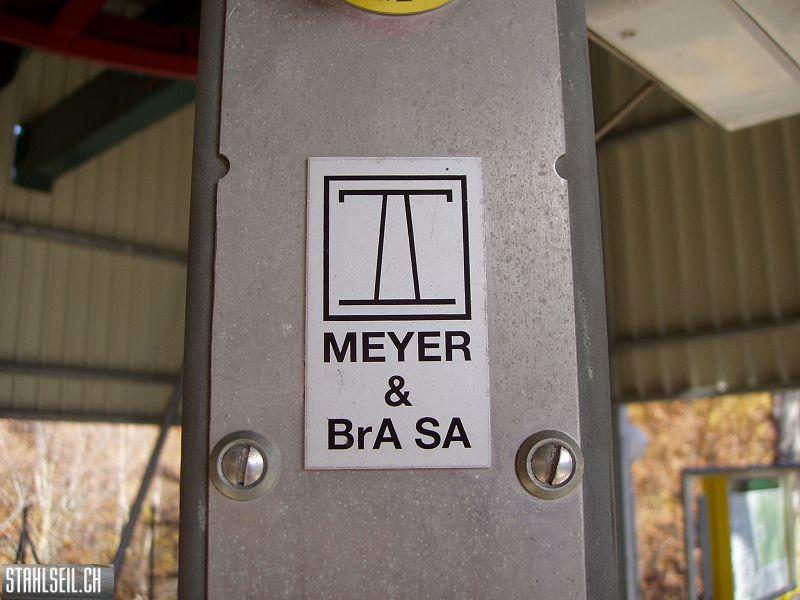 MEYER
&
BrA SA
STAHLSEIL.CH